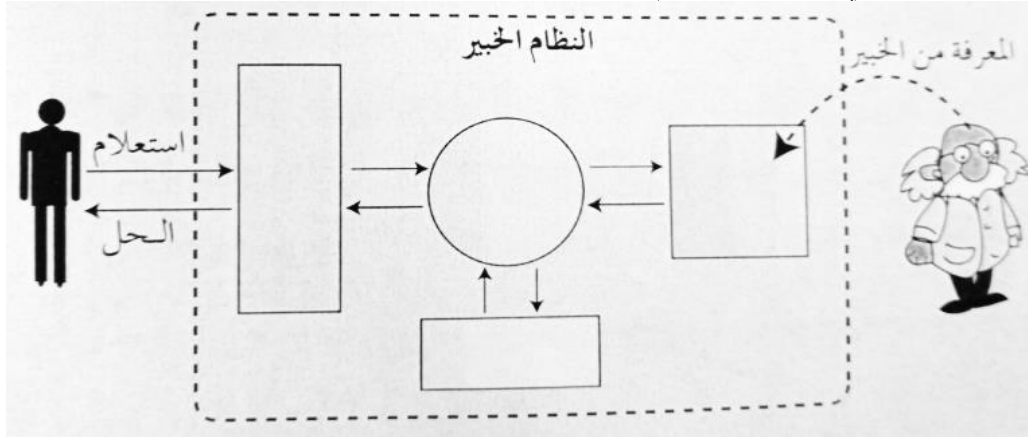 النظام الخبير
المعرفة من الخبير
استعلام
الحل